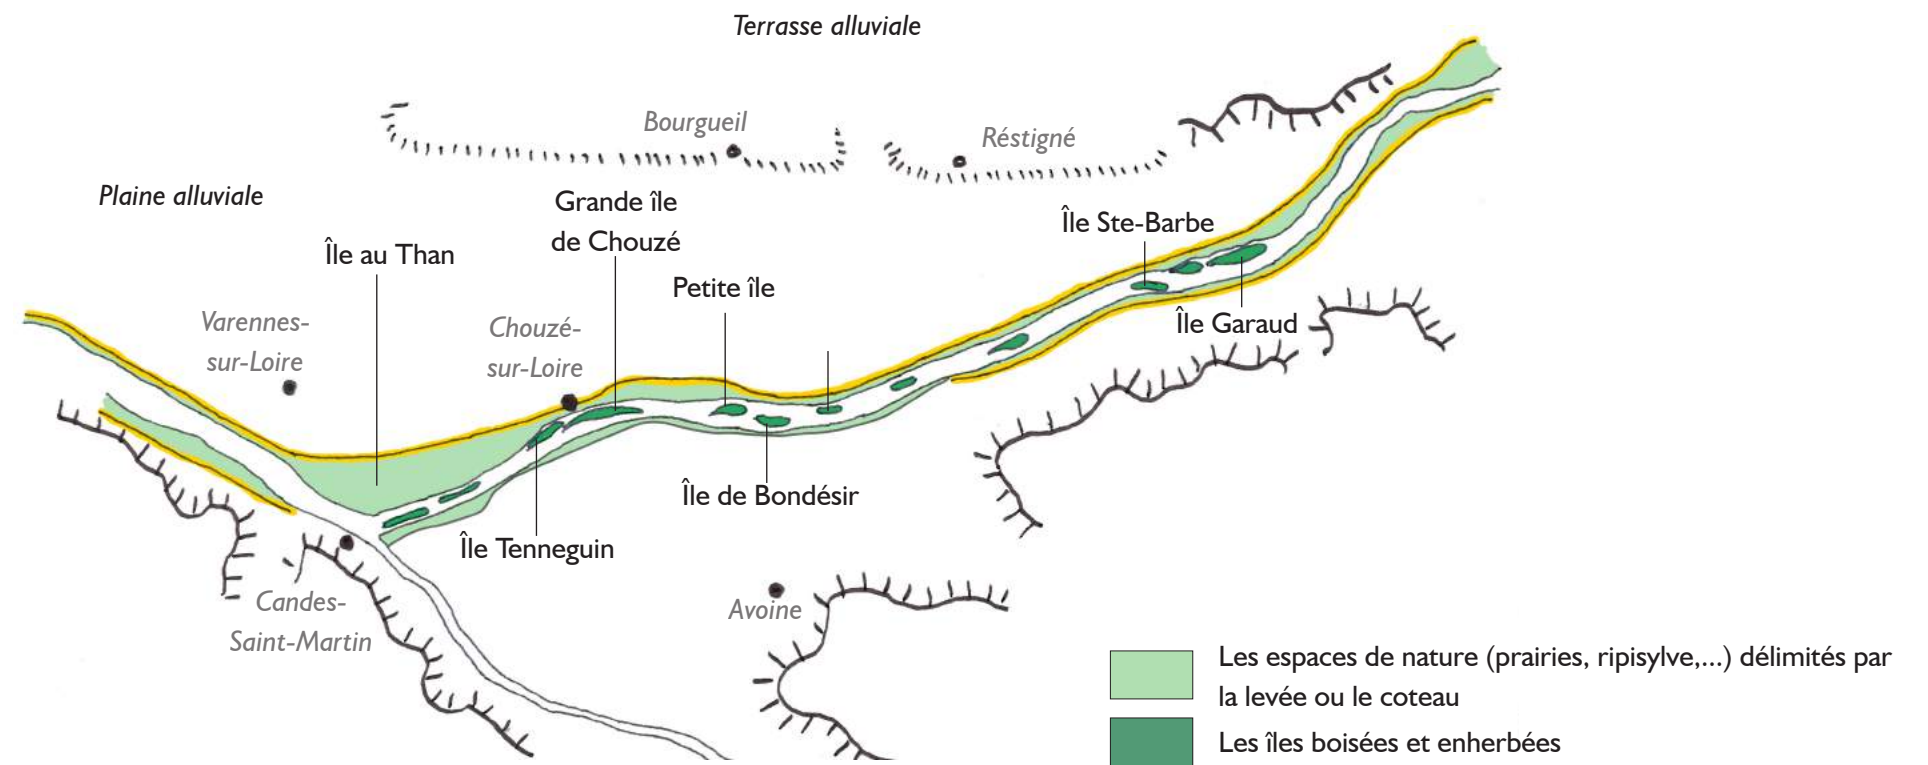 Terrasse alluviale
Bourgueil
Réstigné
Plaine alluviale
Grande île
de Chouzé
Île au Than
Île Ste-Barbe
Petite île
Varennes-
sur-Loire
Chouzé-
sur-Loire
Île Garaud
Île de Bondésir
Île Tenneguin
Candes-
Saint-Martin
Avoine
Les espaces de nature (prairies, ripisylve,...) délimités par
la levée ou le coteau
Les îles boisées et enherbées